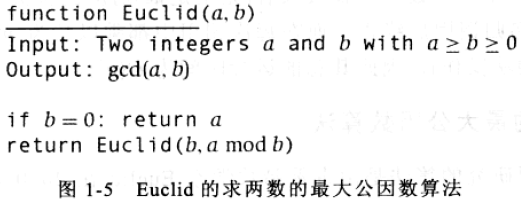 function Euclid(a, b)
Input: Two integers a and b with a ≥ b ≥ 0
Output: gcd(a, b)
if b = 0: return a
return Euclid(b, a mod b)
图 1-5 Euclid 的求两数的最大公因数算法